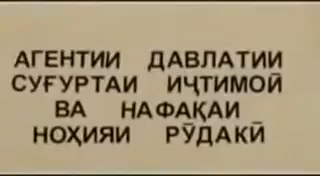 АГЕНТИИ ДАВЛАТИИ
СУҒУРТАИ ИҶТИМОӢ
ВА НАФАҚАИ
НОҲИЯИ РӮДАКӢ